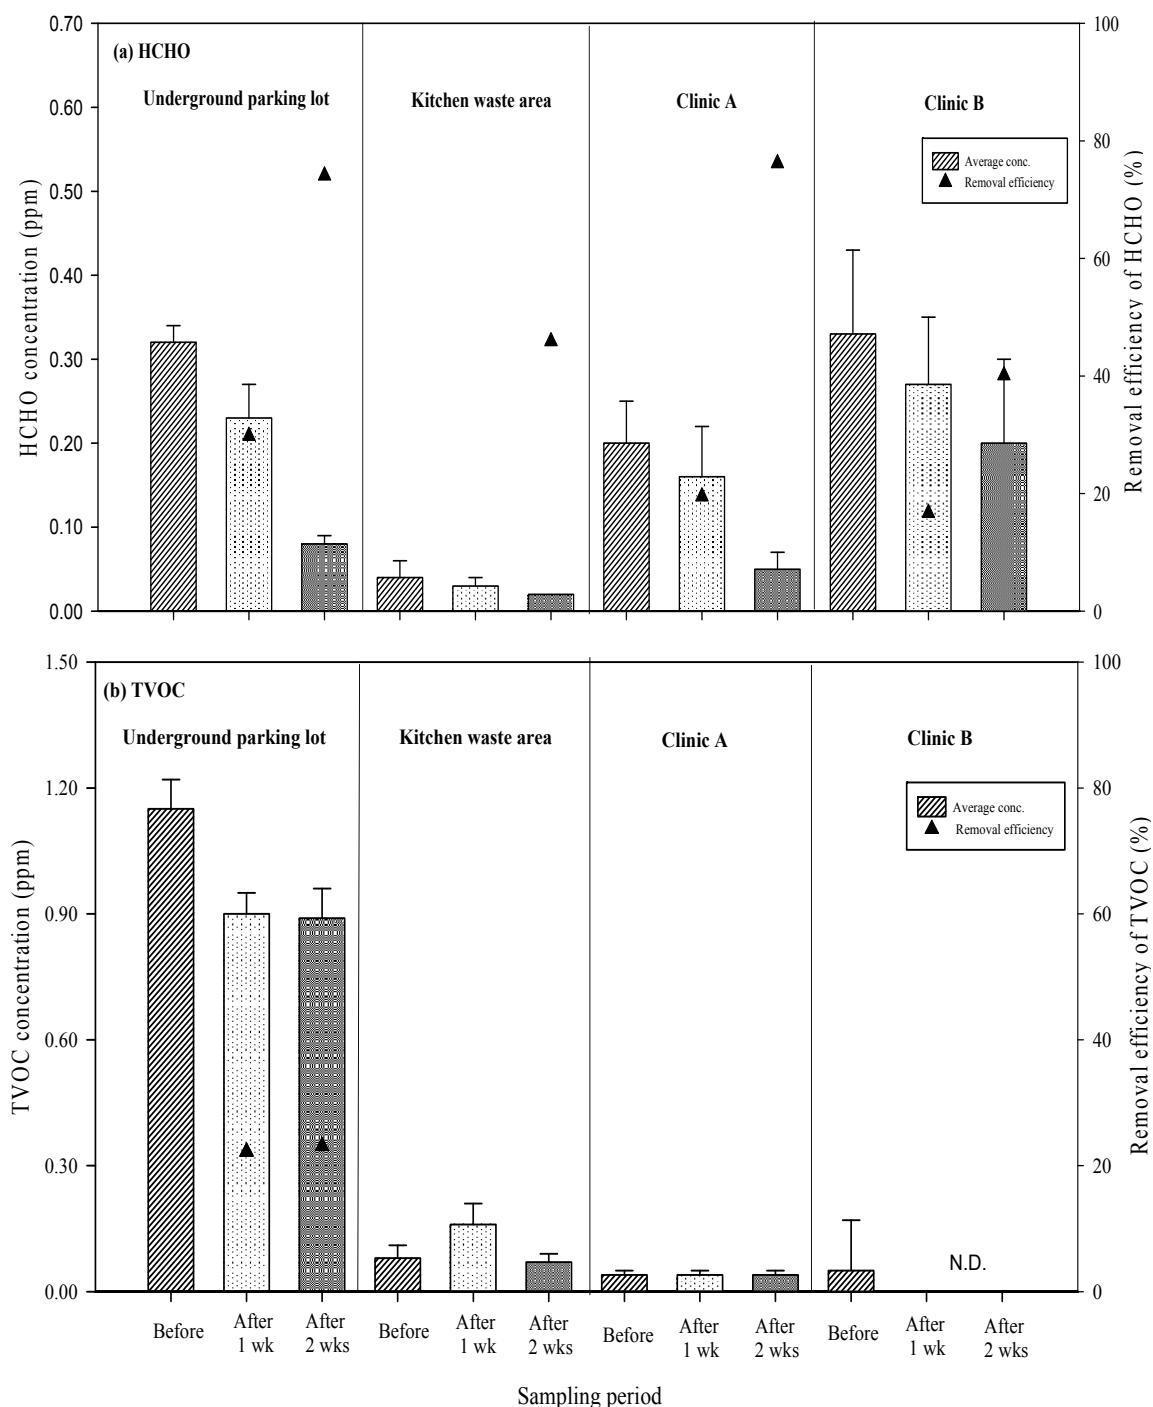 0.70
0.60
0.50
0.40
0.30
0.20
0.10
0.00
HCHO concentration (ppm)
(a) HCHO
Underground parking lot
Kitchen waste area
Clinic A
Clinic B
Average conc.
Removal efficiency
100
80
60
40
20
0
Removal efficiency of HCHO (%)
1.50
1.20
0.90
0.60
0.30
0.00
TVOC concentration (ppm)
(b) TVOC
Underground parking lot
Kitchen waste area
Clinic A
Clinic B
Average conc.
Removal efficiency
N.D.
100
80
60
40
20
0
Removal efficiency of TVOC (%)
Before
After
1 wk
After
2 wks
Before
After
1 wk
After
2 wks
Before
After
1 wk
After
2 wks
Before
After
1 wk
After
2 wks
Sampling period